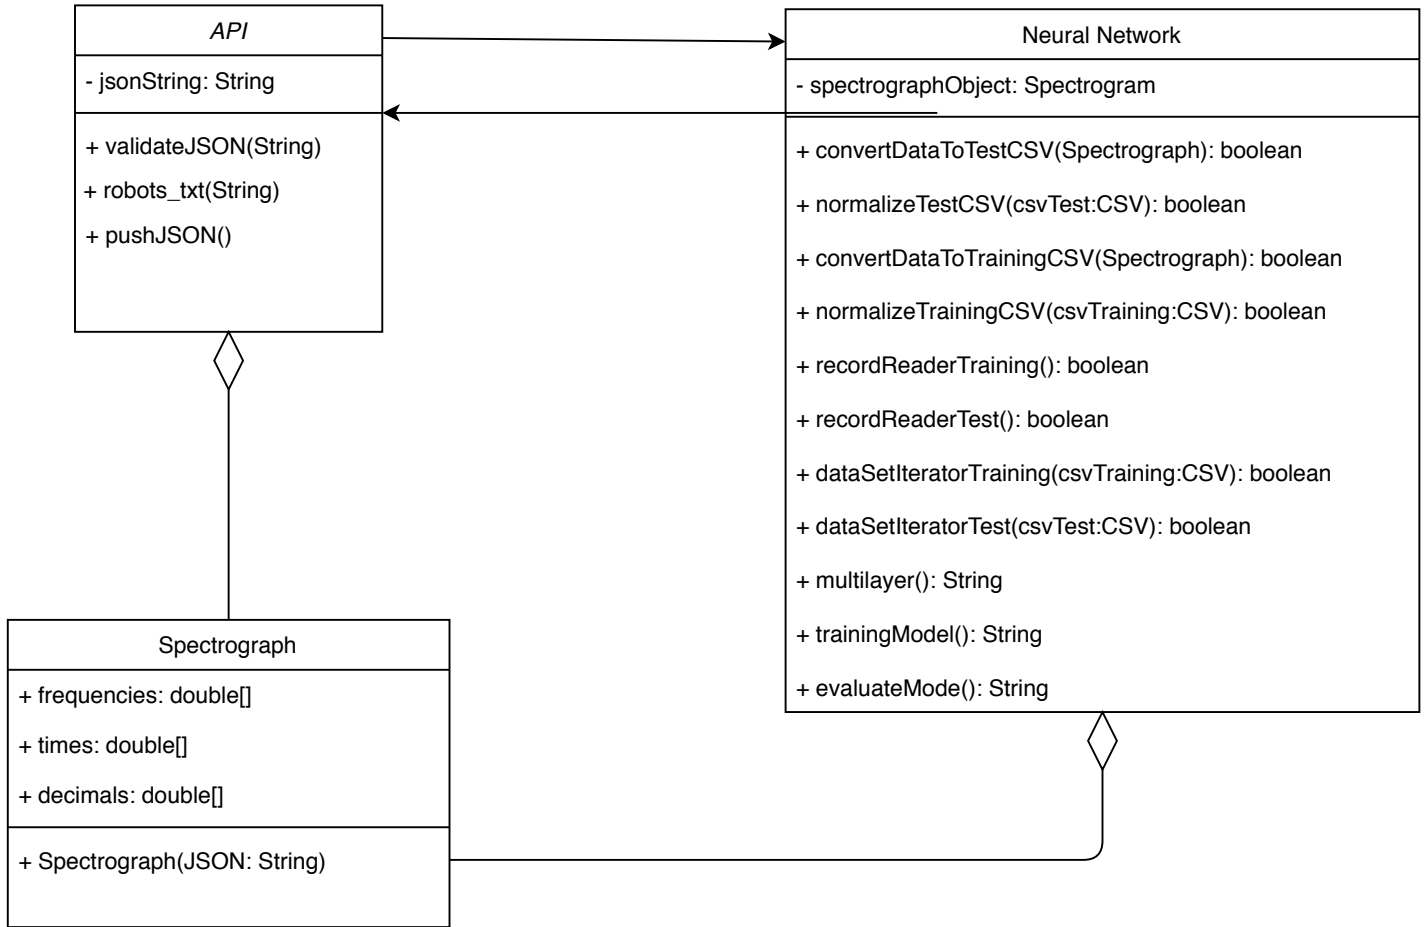 API
- jsonString: String
+ validateJSON(String)
+ robots_txt(String)
+ pushJSON()
Neural Network
- spectrographObject: Spectrogram
+ convertDataToTestCSV(Spectrograph): boolean
+ normalizeTestCSV(csvTest:CSV): boolean
+ convertDataToTrainingCSV(Spectrograph): boolean
+ normalizeTrainingCSV(csvTraining:CSV): boolean
+ recordReaderTraining(): boolean
+ recordReaderTest(): boolean
+ dataSetIteratorTraining(csvTraining:CSV): boolean
+ dataSetIteratorTest(csvTest:CSV): boolean
+ multilayer(): String
+ trainingModel(): String
+ evaluateMode(): String
Spectrograph
+ frequencies: double[]
+ times: double[]
+ decimals: double[]
+ Spectrograph(JSON: String)